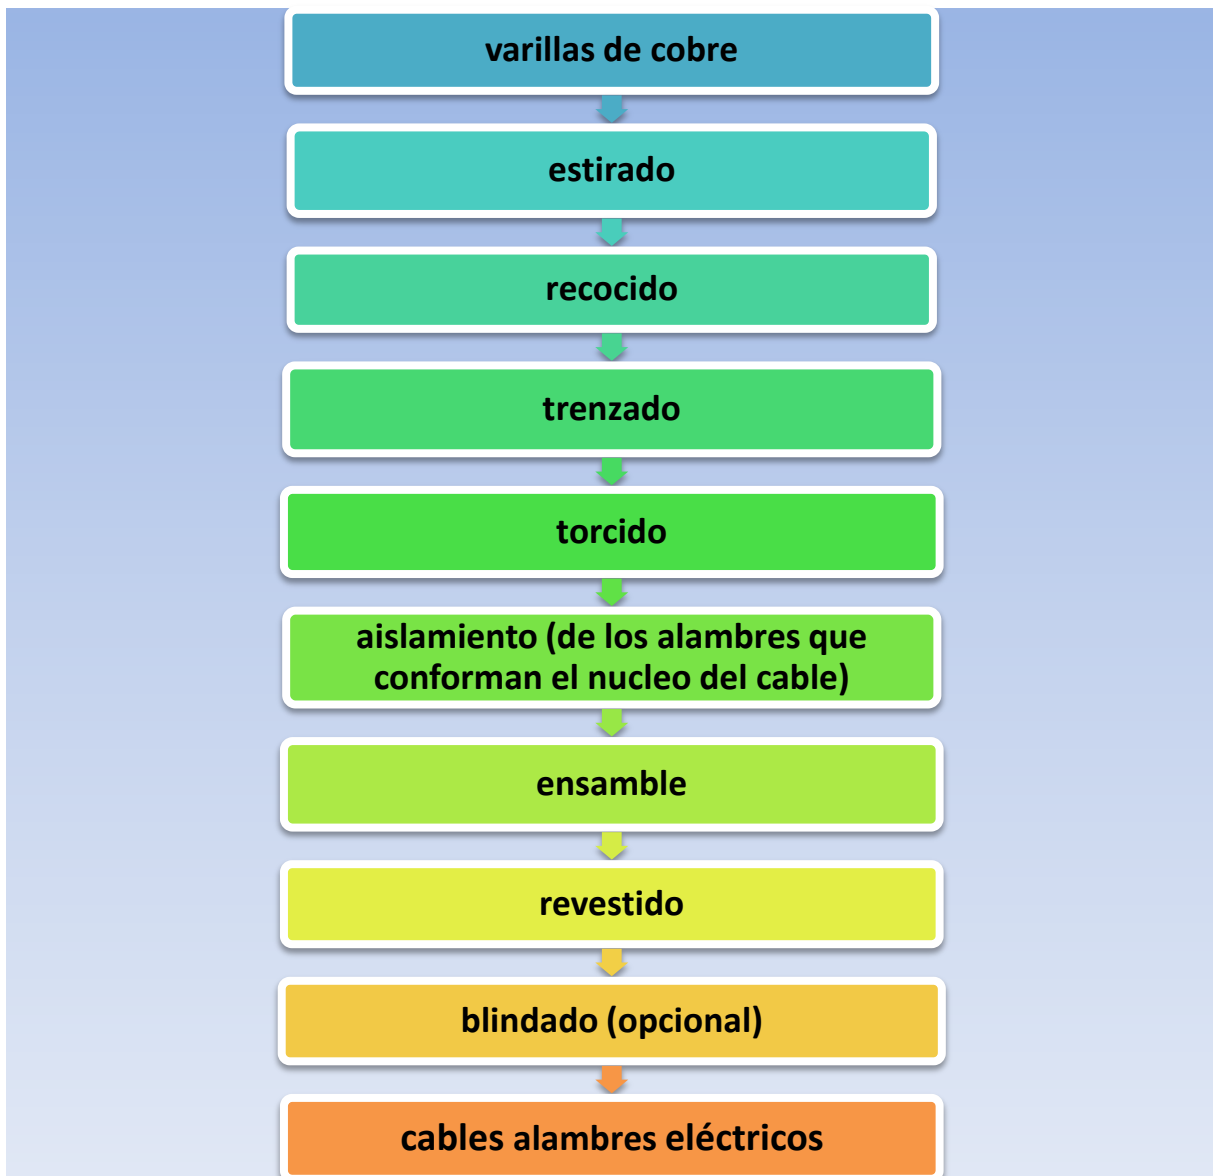 varillas de cobre
estirado
recocido
trenzado
torcido
aislamiento (de los alambres que
conforman el nucleo del cable)
ensamble
revestido
blindado (opcional)
cables alambres eléctricos